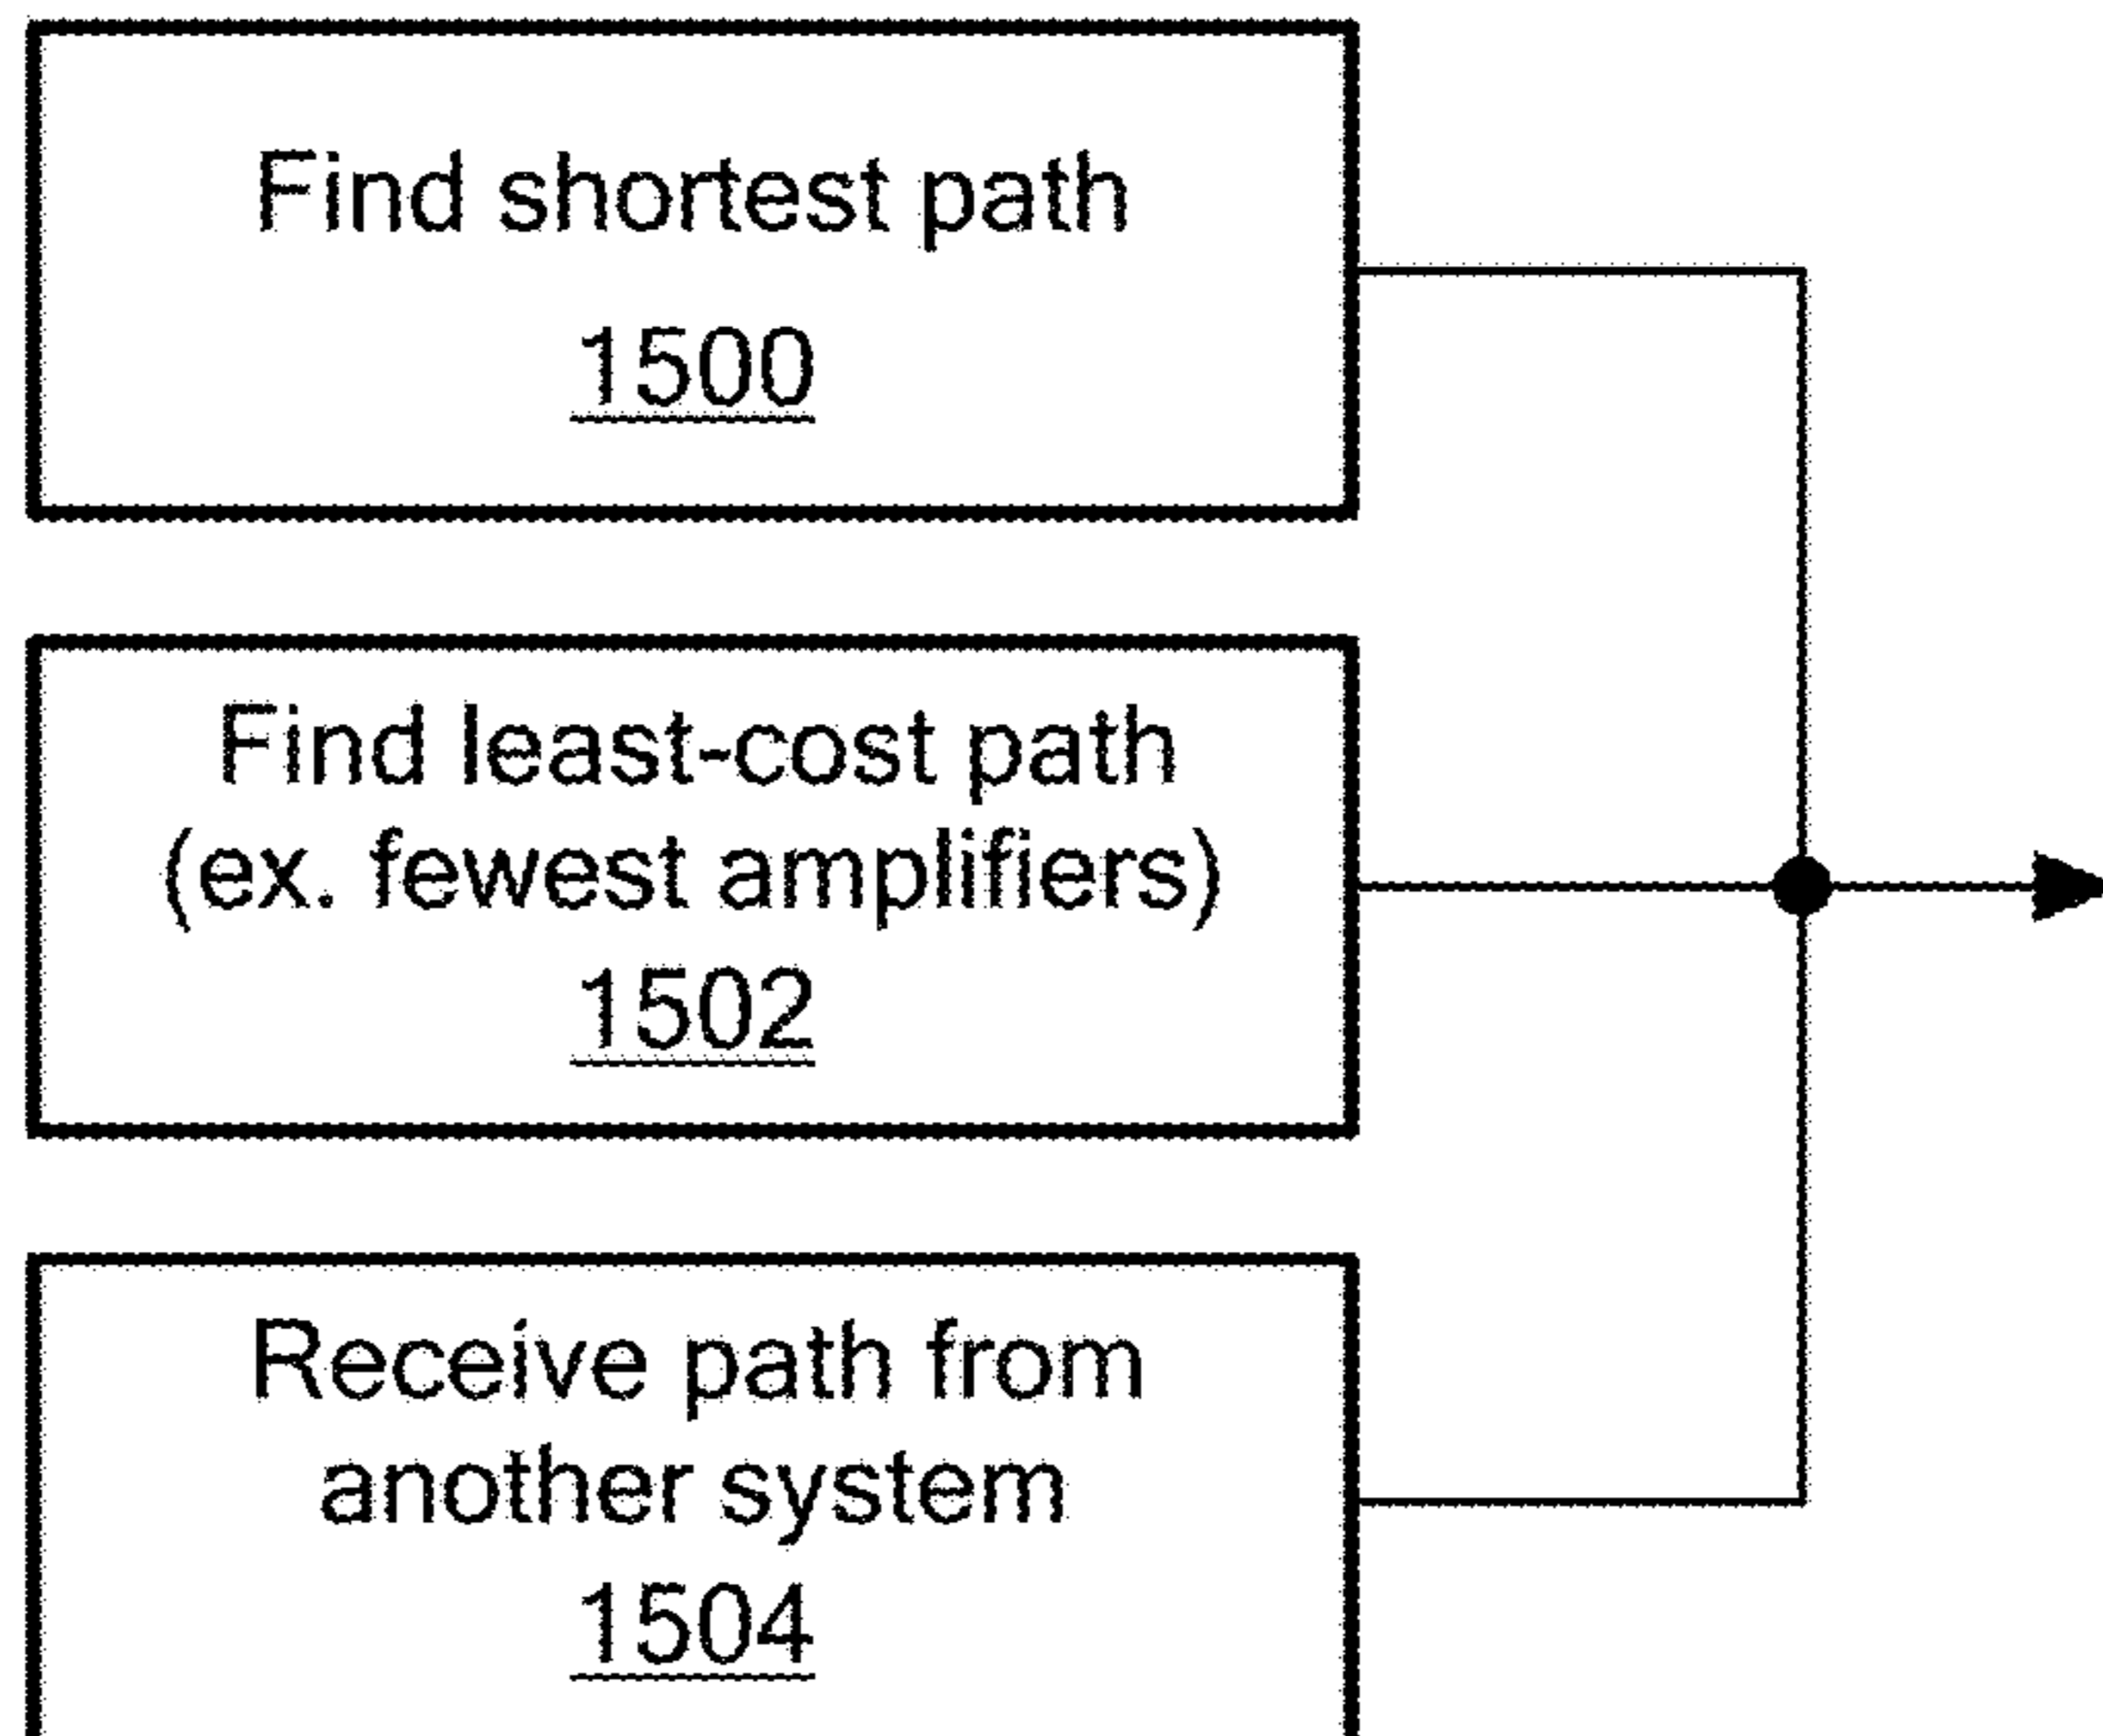 Find shortest path
1500
Find least-cost path
(ex. fewest amplifiers)
1502
Receive path from
another system
1504